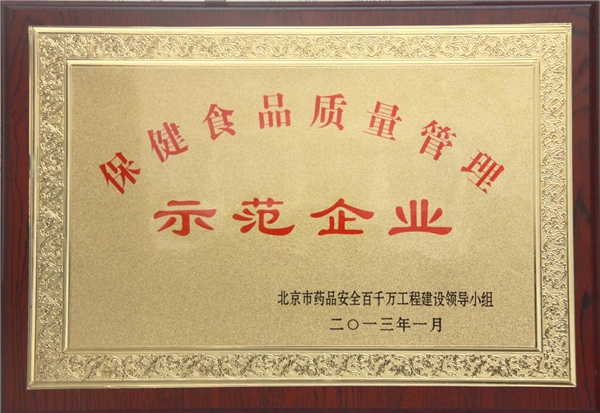 保健食品质量管理
示范企业
北京市药品安全百千万工程建设领导小组
二〇一三年一月